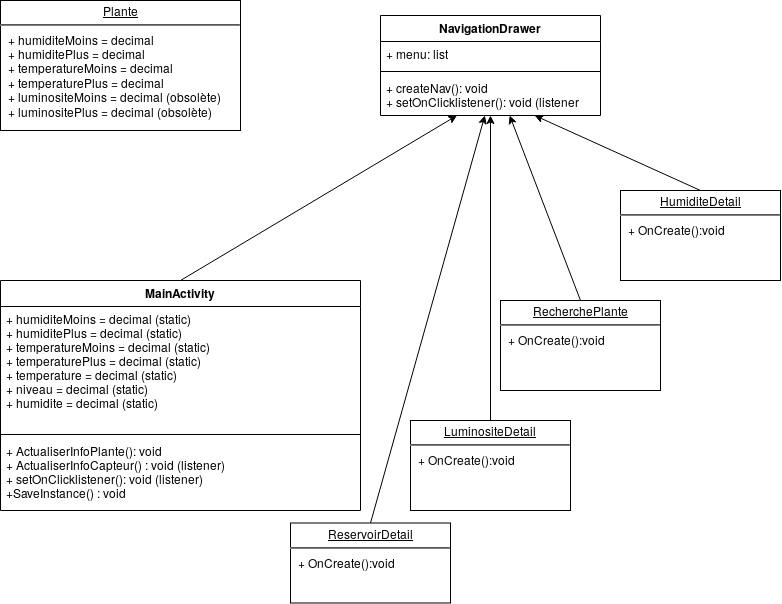 Plante
+ humiditeMoins = decimal
+ humiditePlus = decimal
+ temperatureMoins = decimal
+ temperaturePlus = decimal
+ luminositeMoins = decimal (obsolète)
+ luminositePlus = decimal (obsolète)
NavigationDrawer
+ menu: list
+ createNav(): void
+ setOnClicklistener(): void (listener
HumiditeDetail
+ OnCreate():void
MainActivity
+ humiditeMoins = decimal (static)
+ humiditePlus = decimal (static)
+ temperatureMoins = decimal (static)
+ temperaturePlus = decimal (static)
+ temperature = decimal (static)
+ niveau = decimal (static)
+ humidite = decimal (static)
+ ActualiserInfoPlante(): void
+ ActualiserInfoCapteur() : void (listener)
+ setOnClicklistener(): void (listener)
+SaveInstance() : void
RecherchePlante
+ OnCreate():void
LuminositeDetail
+ OnCreate():void
ReservoirDetail
+ OnCreate():void